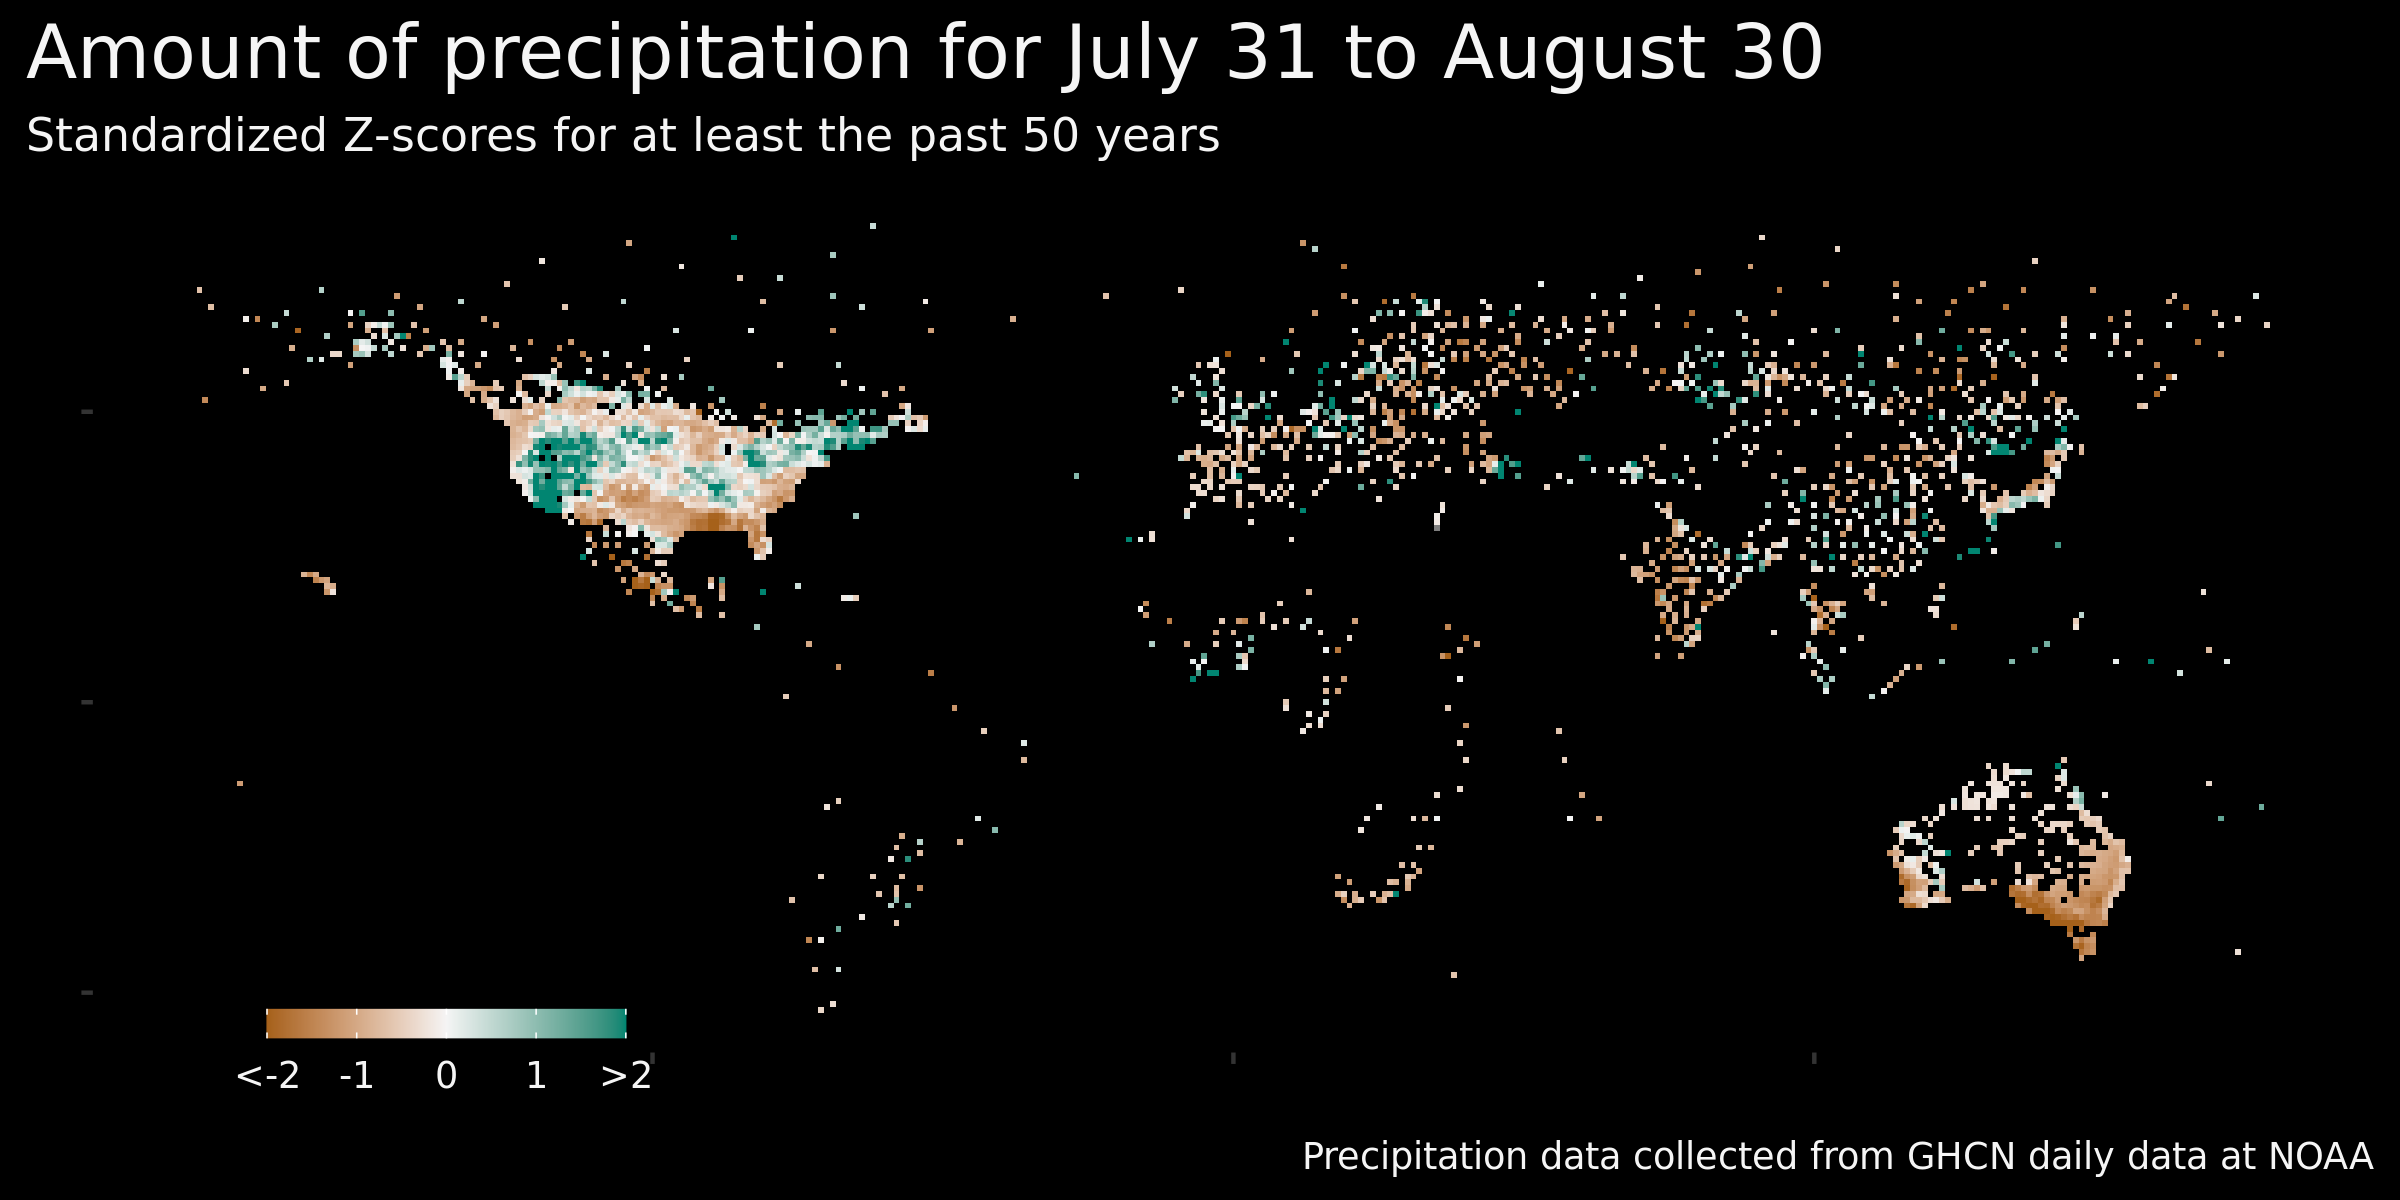 Amount of precipitation for July 31 to August 30
Standardized Z-scores for at least the past 50 years
<-2 -1 0 1 >2
Precipitation data collected from GHCN daily data at NOAA